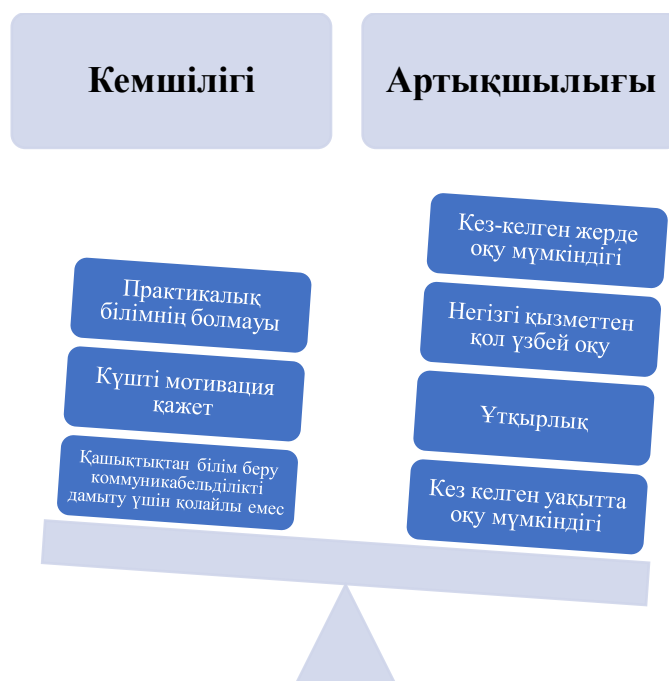 Кемшілігі
Артықшылығы
Практикалық
білімнің болмауы
Күшті мотивация
қажет
Қашықтықтан білім беру
коммуникабельділікті
дамыту үшін қолайлы емес
Кез-келген жерде
оқу мүмкіндігі
Негізгі қызметтен
қол үзбей оқу
Ұтқырлық
Кез келген уақытта
оқу мүмкіндігі